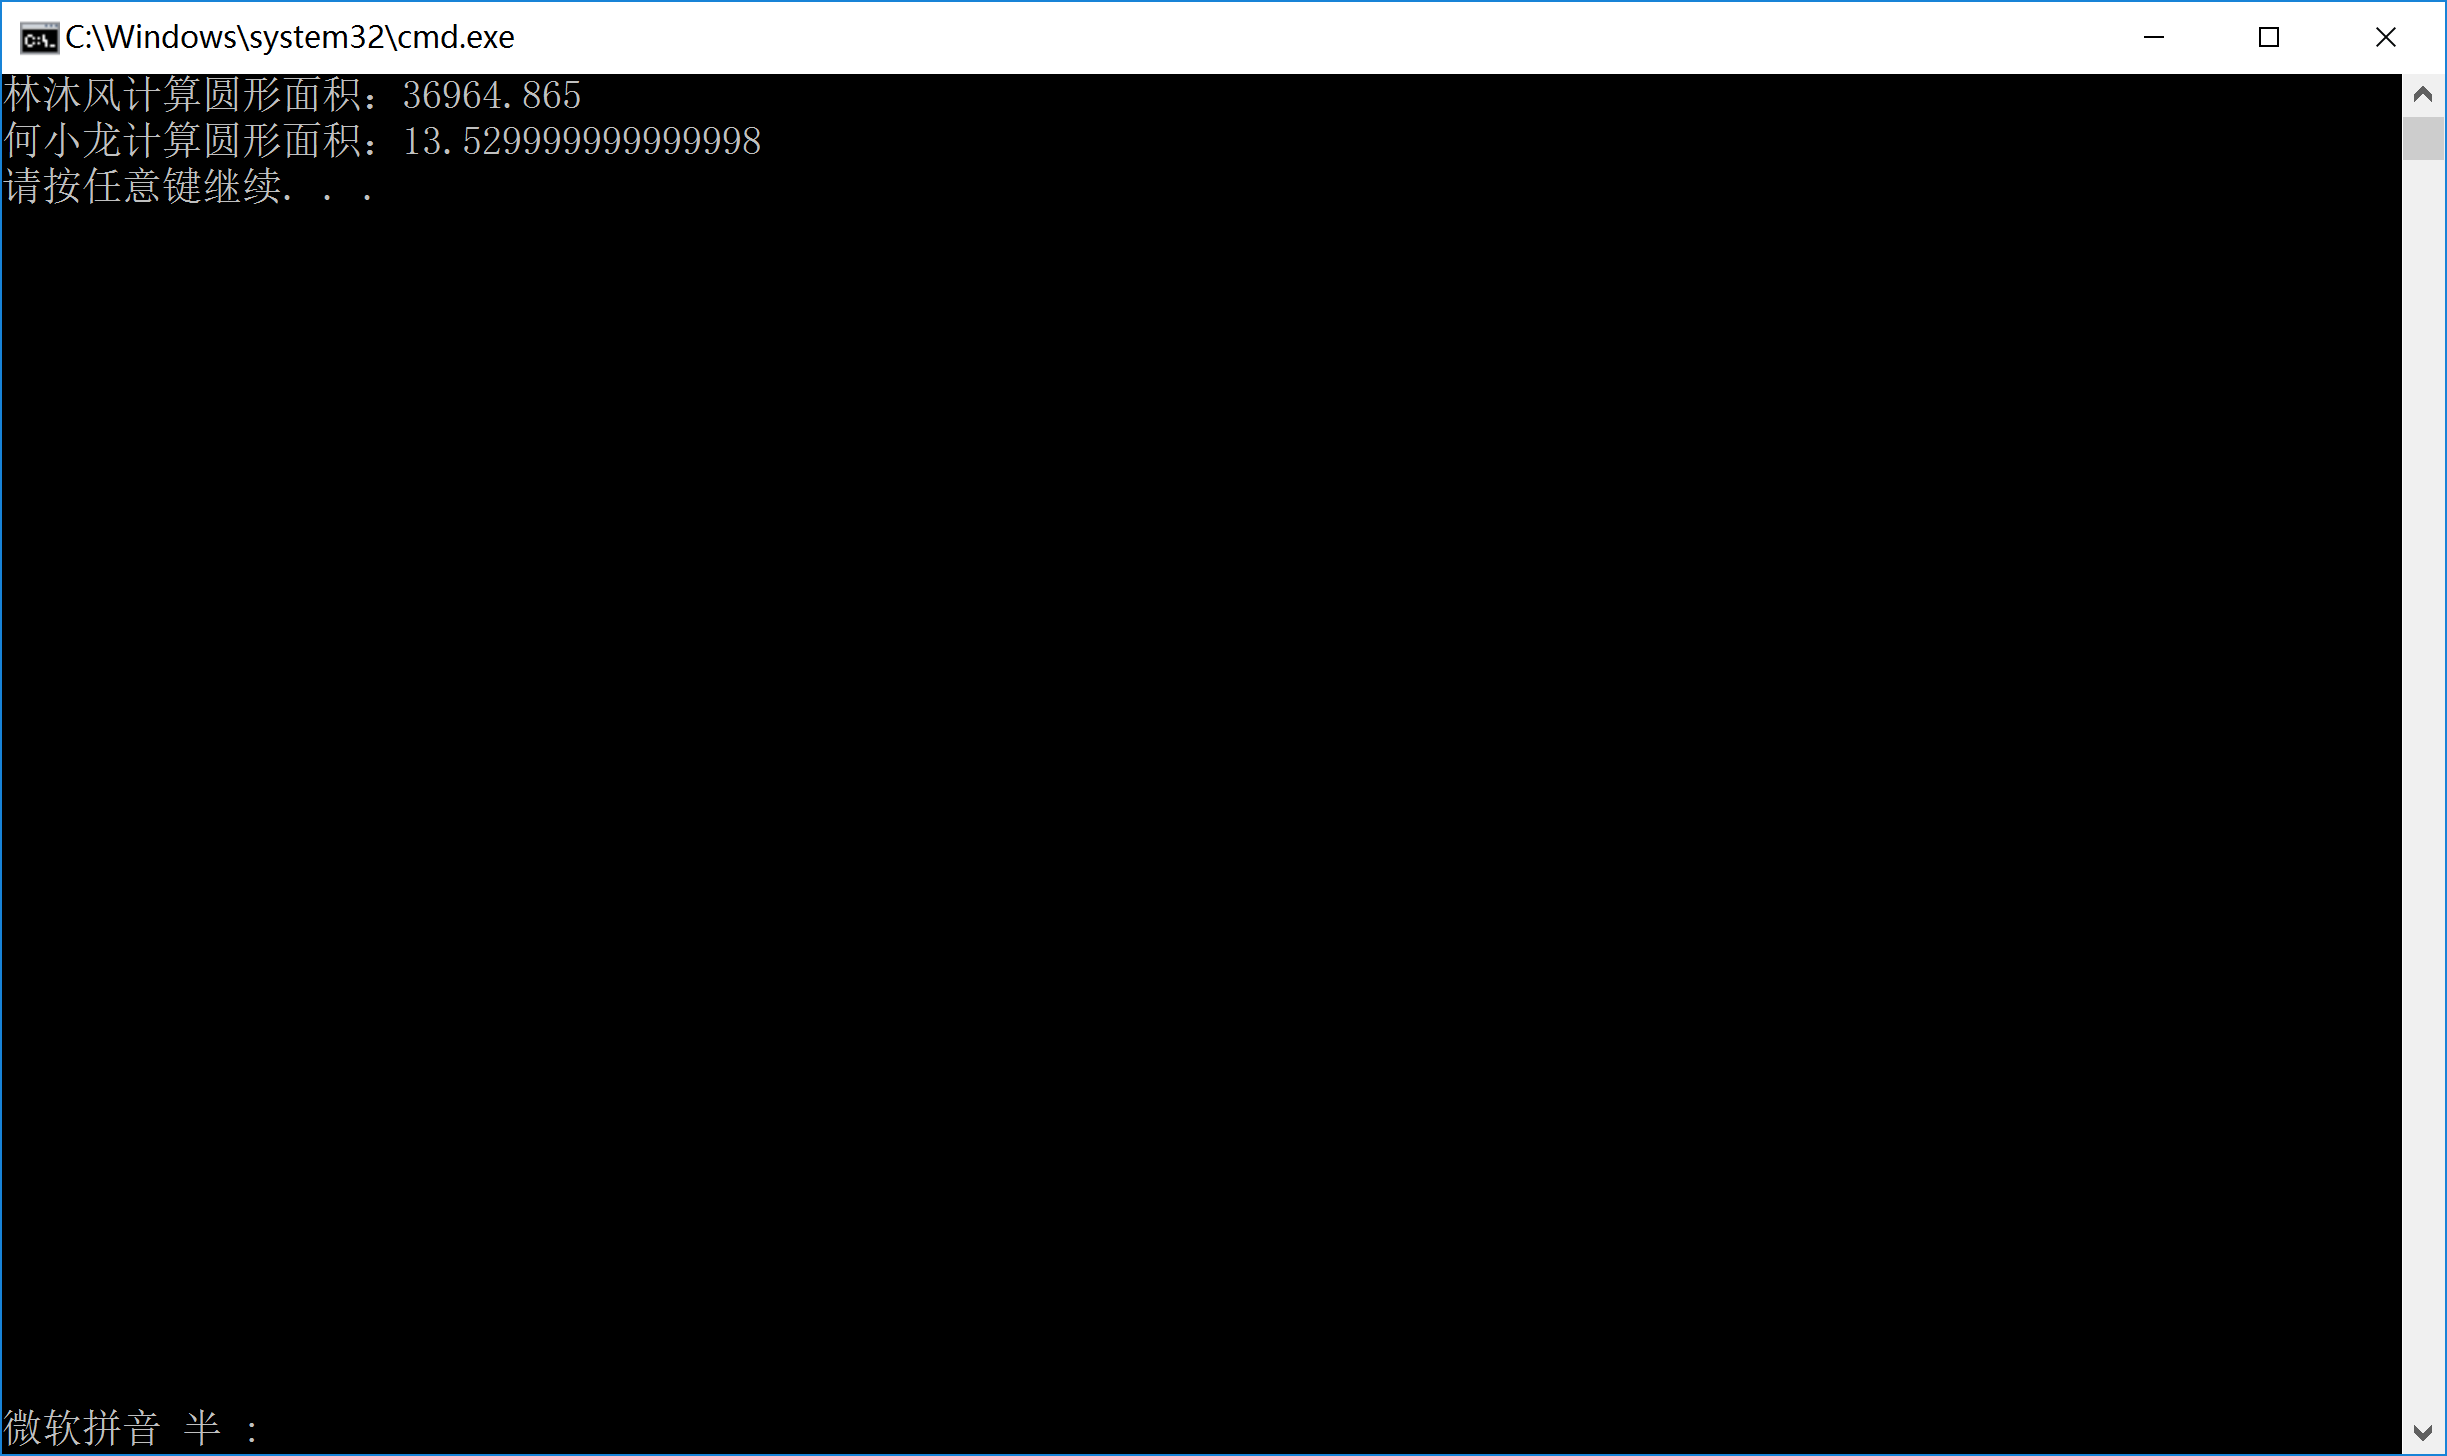 C:\Windows\system32\cmd.exe
林沐风计算圆形面积：36964.865
何小龙计算圆形面积：13.529999999999998
请按任意键继续. . .
微软拼音 半 :